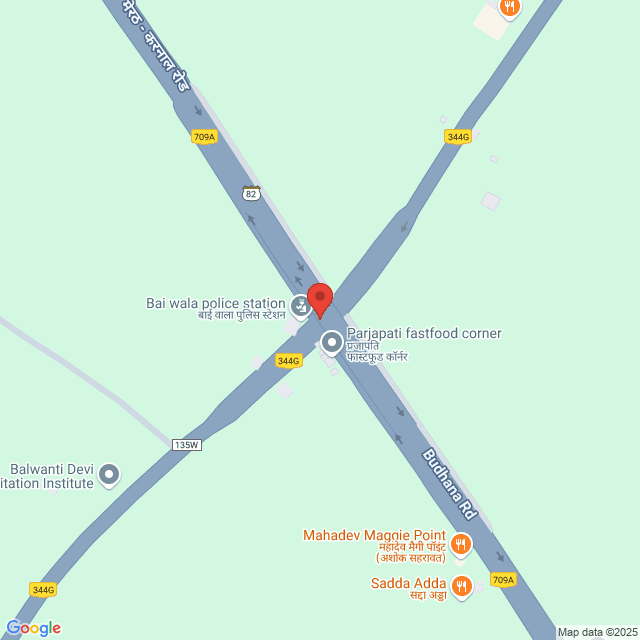 मेरठ - करनाल रोड
709A
344G
82
Bai wala police station
बाई वाला पुलिस स्टेशन
Parjapati fastfood corner
प्रजापति
फास्टफूड कॉर्नर
344G
135W
Balwanti Devi
itation Institute
Budhana Rd
Mahadev Maggie Point
महादेव मैगी पॉइंट
(अशोक सहरावत)
Sadda Adda
सद्दा अड्डा
709A
344G
Google
Map data ©2025